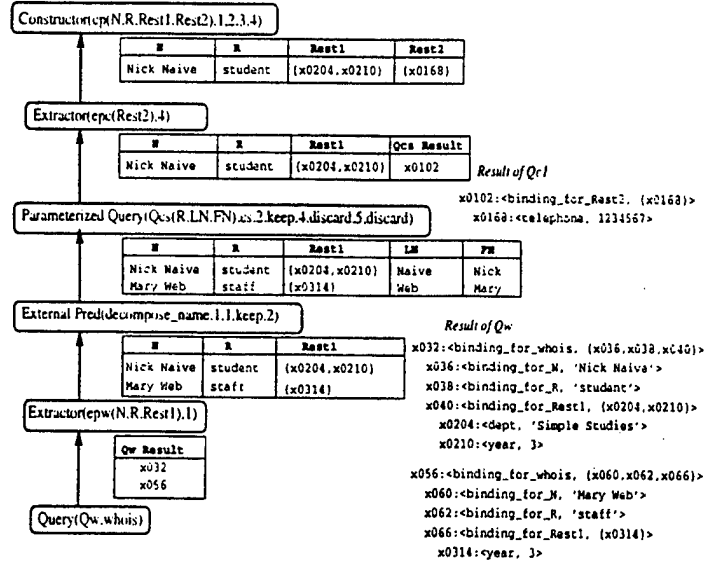 Constructor(cp(N.R.Rest1.Rest2).1,2,3,4)
N R Rest1 Rest2
Nick Naive student {x0204,x0210} {x0168}
Extractor(epc(Rest2).4)
N R Rest1 Qcs Result
Nick Naive student {x0204,x0210} x0102
Result of Qc1
x0102:<binding_for_Rest2, {x0168}>
x0168:<telephone, 1234567>
Parameterized Query(Qcs(R.LN.FN).cs.2.keep.4.discard.5.discard)
N R Rest1 LN FN
Nick Naive student {x0204,x0210} Naive Nick
Mary Web staff {x0314} Web Mary
External Pred(decompose_name.1.1.keep.2)
Result of Qw
N R Rest1
Nick Naive student {x0204,x0210}
Mary Web staff {x0314}
x032:<binding_for_whois, {x036,x038,x040}>
x036:<binding_for_N, 'Nick Naive'>
x038:<binding_for_R, 'student'>
x040:<binding_for_Rest1, {x0204,x0210}>
x0204:<dept, 'Simple Studies'>
x0210:<year, 3>
Extractor(epw(N.R.Rest1).1)
Qw Result
x032
x056
x056:<binding_for_whois, {x060,x062,x066}>
x060:<binding_for_N, 'Mary Web'>
x062:<binding_for_R, 'staff'>
x066:<binding_for_Rest1, {x0314}>
x0314:<year, 3>
Query(Qw.whois)